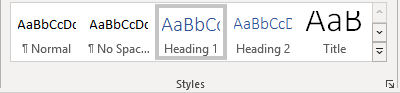 AaBbCcDc AaBbCcDc AaBbCc AaBbCcD AaB
¶ Normal ¶ No Spac... Heading 1 Heading 2 Title
Styles